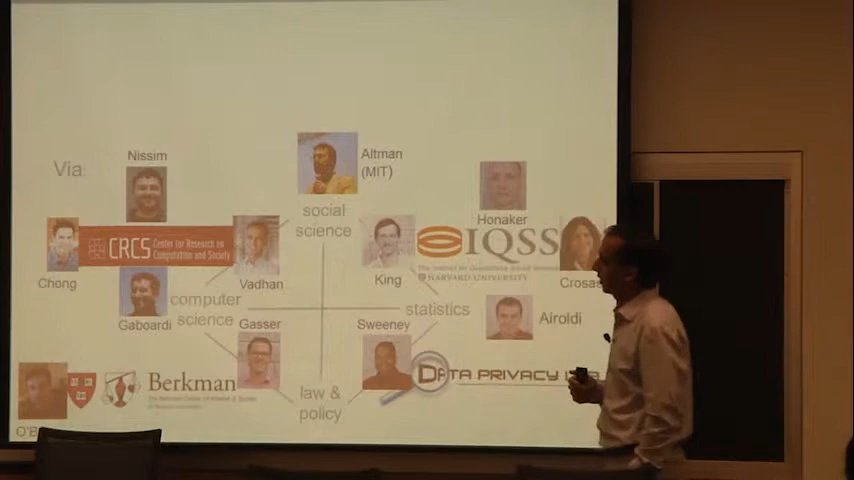 Via:
Nissim
Altman
(MIT)
social
science
Honaker
CRCS Center for Research on
Computation and Society
IQSS
HARVARD UNIVERSITY
Chong
Vadhan
King
Crosas
computer
science
statistics
Gaboardi
Gasser
Sweeney
Airoldi
Berkman
DATA PRIVACY LAB
law &
policy
O'B